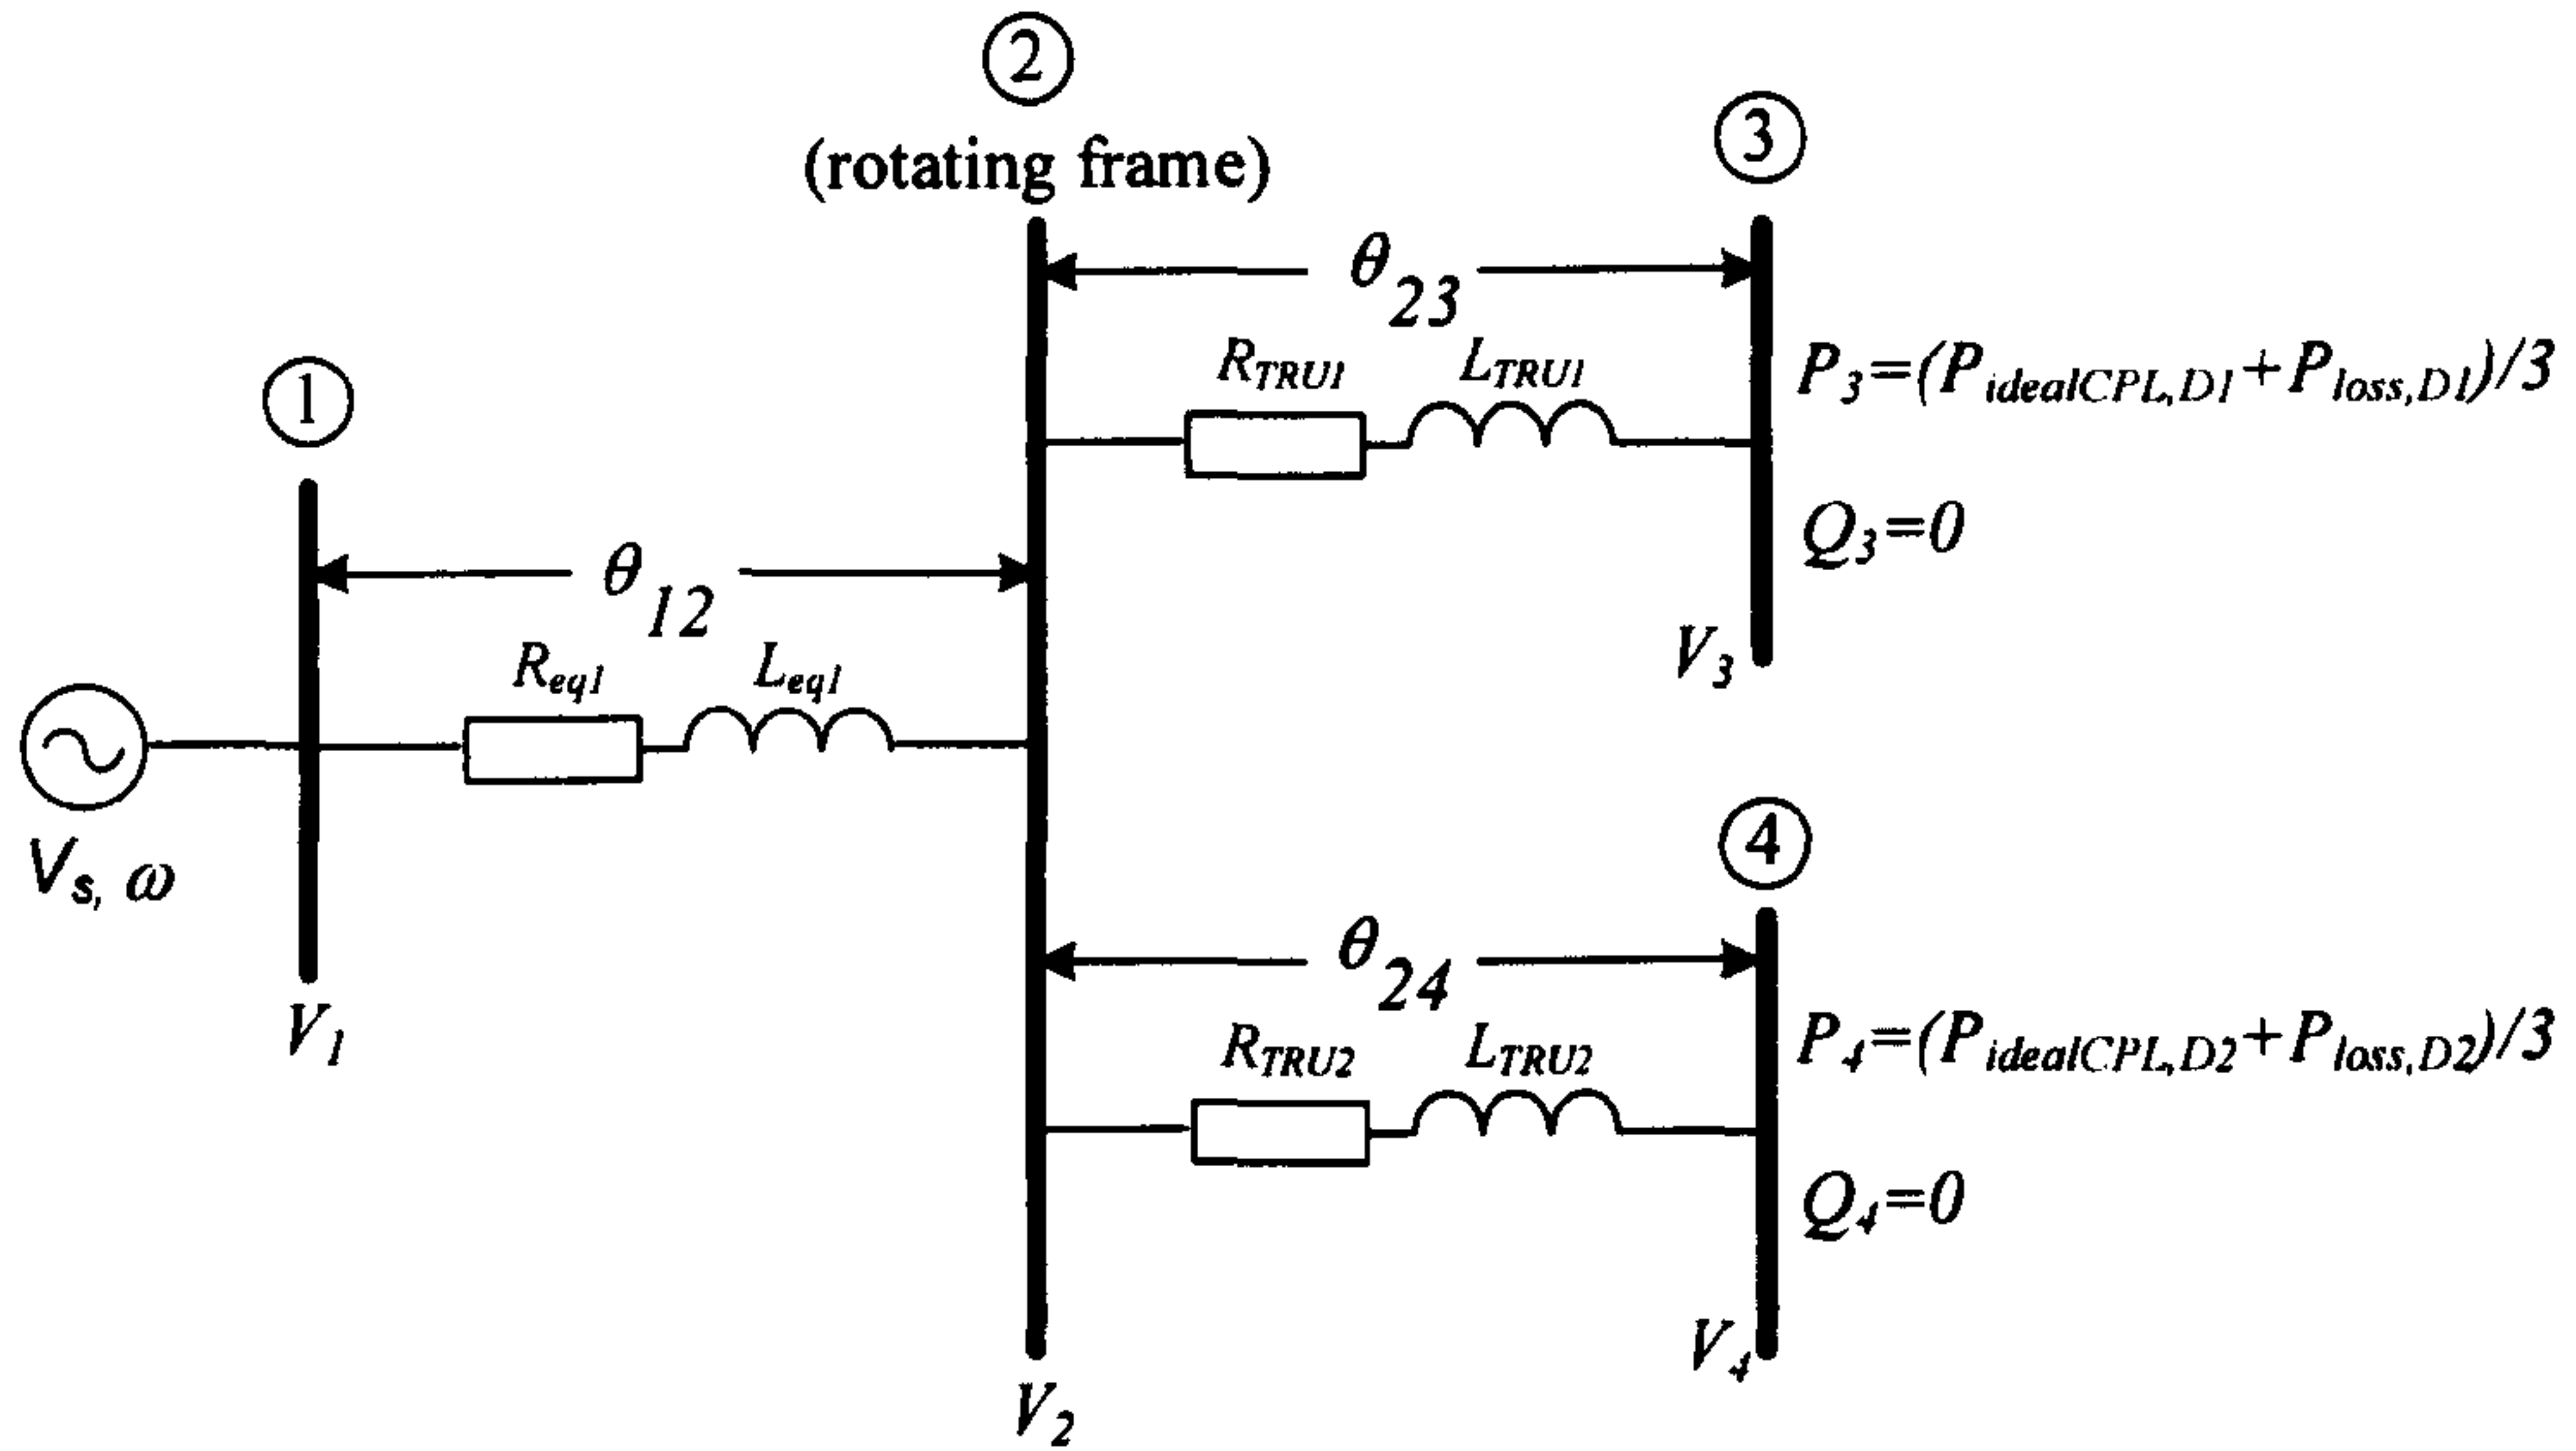 ②
(rotating frame)
③
θ23
RTRU1 LTRU1
P3=(PidealCPL,D1+Ploss,D1)/3
①
Q3=0
θ12
V3
Req1 Leq1
④
Vs, ω
θ24
V1
RTRU2 LTRU2
P4=(PidealCPL,D2+Ploss,D2)/3
Q4=0
V4
V2